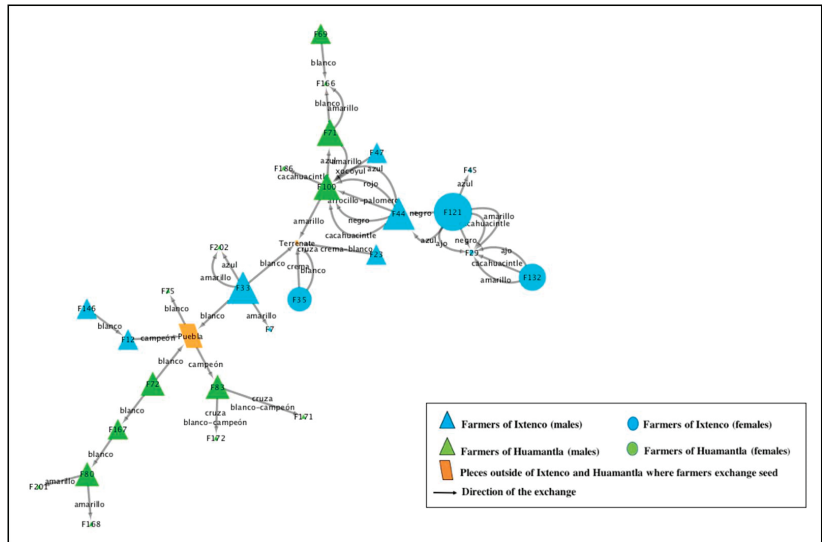 F69
blanco
F166
blanco
amarillo
F71
F47
F186
cacahuacintle
azul
amarillo
xocoyul
azul
F45
azul
F100
rojo
arrocillo-palomero
F44
negro
F121
amarillo
cacahuacintle
negro
cacahuacintle
amarillo
azul
ajo
negro
F29
ajo
cacahuacintle
amarillo
F132
Terrenate
cruza crema-blanco
F23
F202
azul
amarillo
blanco
crema
blanco
F33
F35
F75
blanco
blanco
amarillo
F7
F146
blanco
F12
campeón
Puebla
blanco
campeón
F72
F83
cruza
blanco-campeón
F171
cruza
blanco-campeón
F172
blanco
F167
blanco
F80
amarillo
F201
amarillo
F168
Farmers of Ixtenco (males)
Farmers of Ixtenco (females)
Farmers of Huamantla (males)
Farmers of Huamantla (females)
Pleces outside of Ixtenco and Huamantla where farmers exchange seed
Direction of the exchange